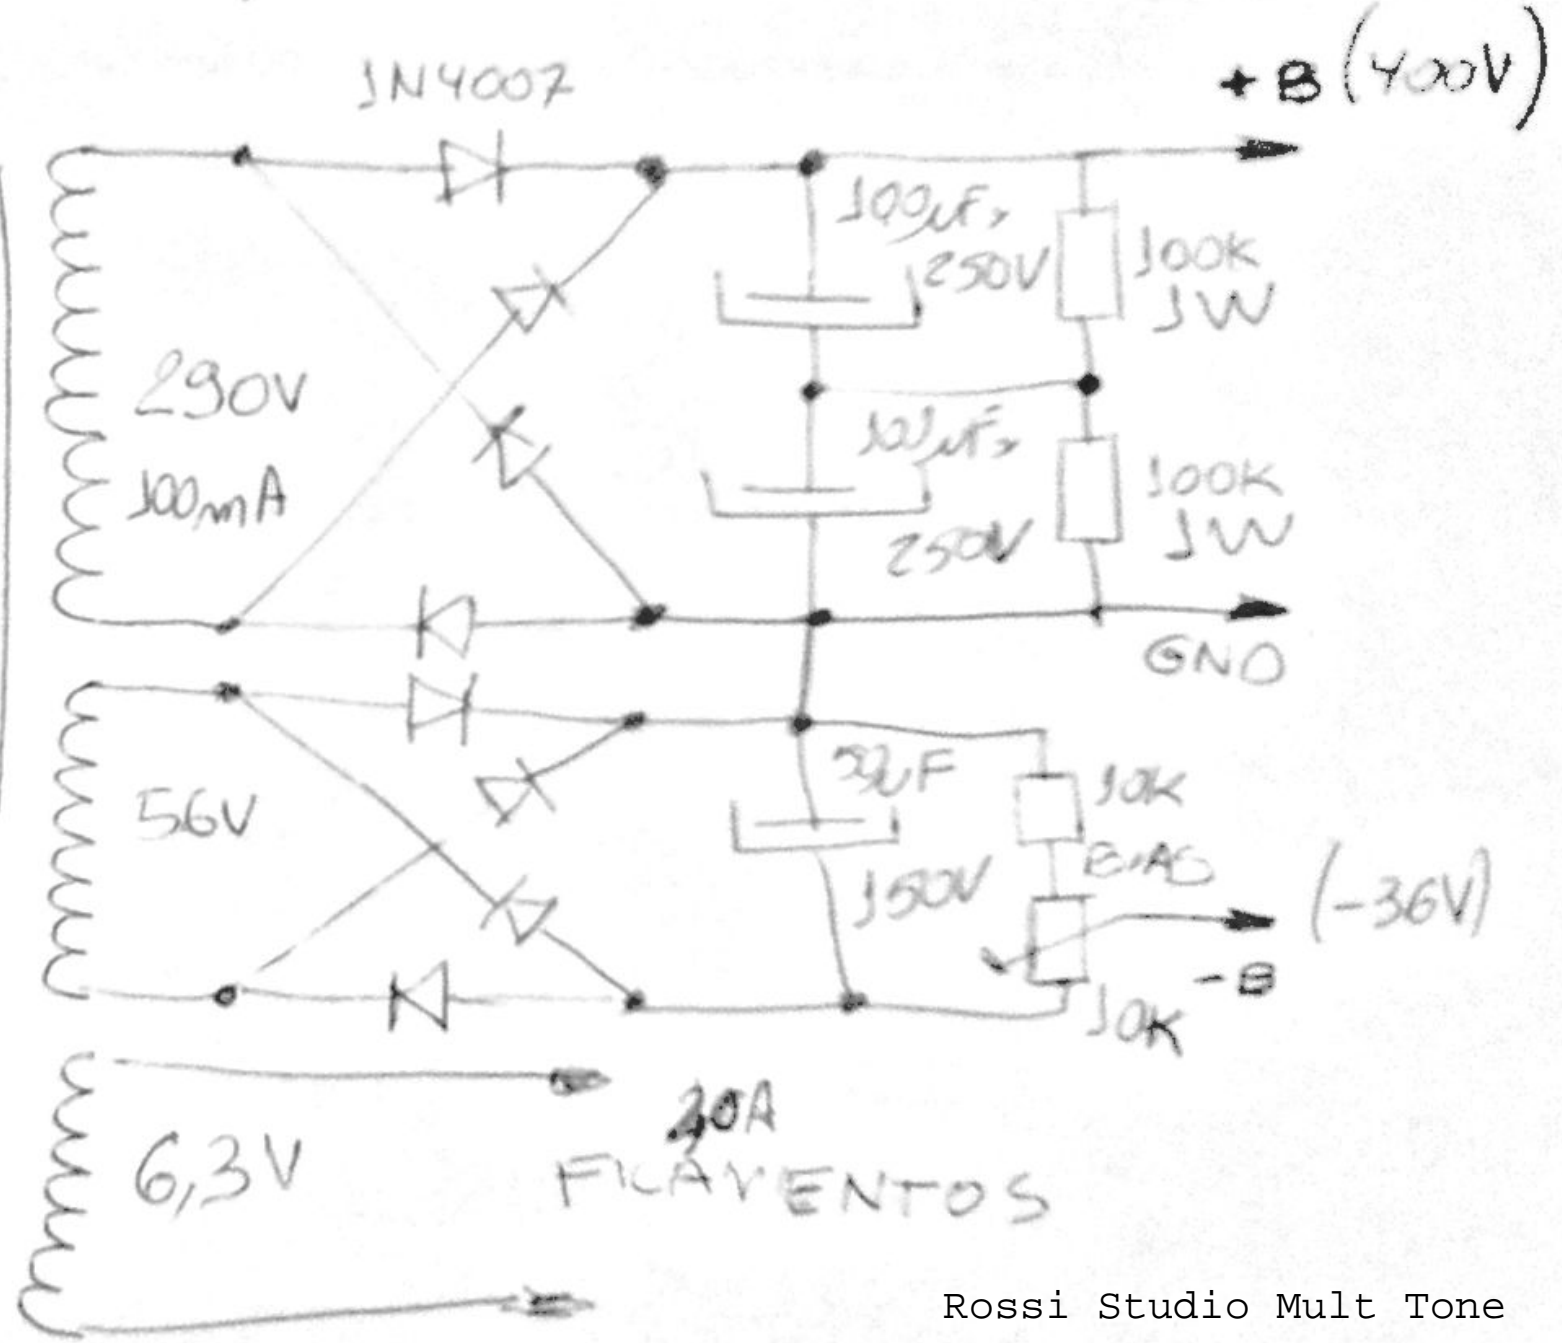 1N4007
+B (400V)
100µF,
250V
100K
1W
290V
100mA
100µF,
250V
100K
1W
GND
56V
50µF
150V
10K
BIAS
(-36V)
-B
10K
6,3V
FILAMENTOS
Rossi Studio Mult Tone